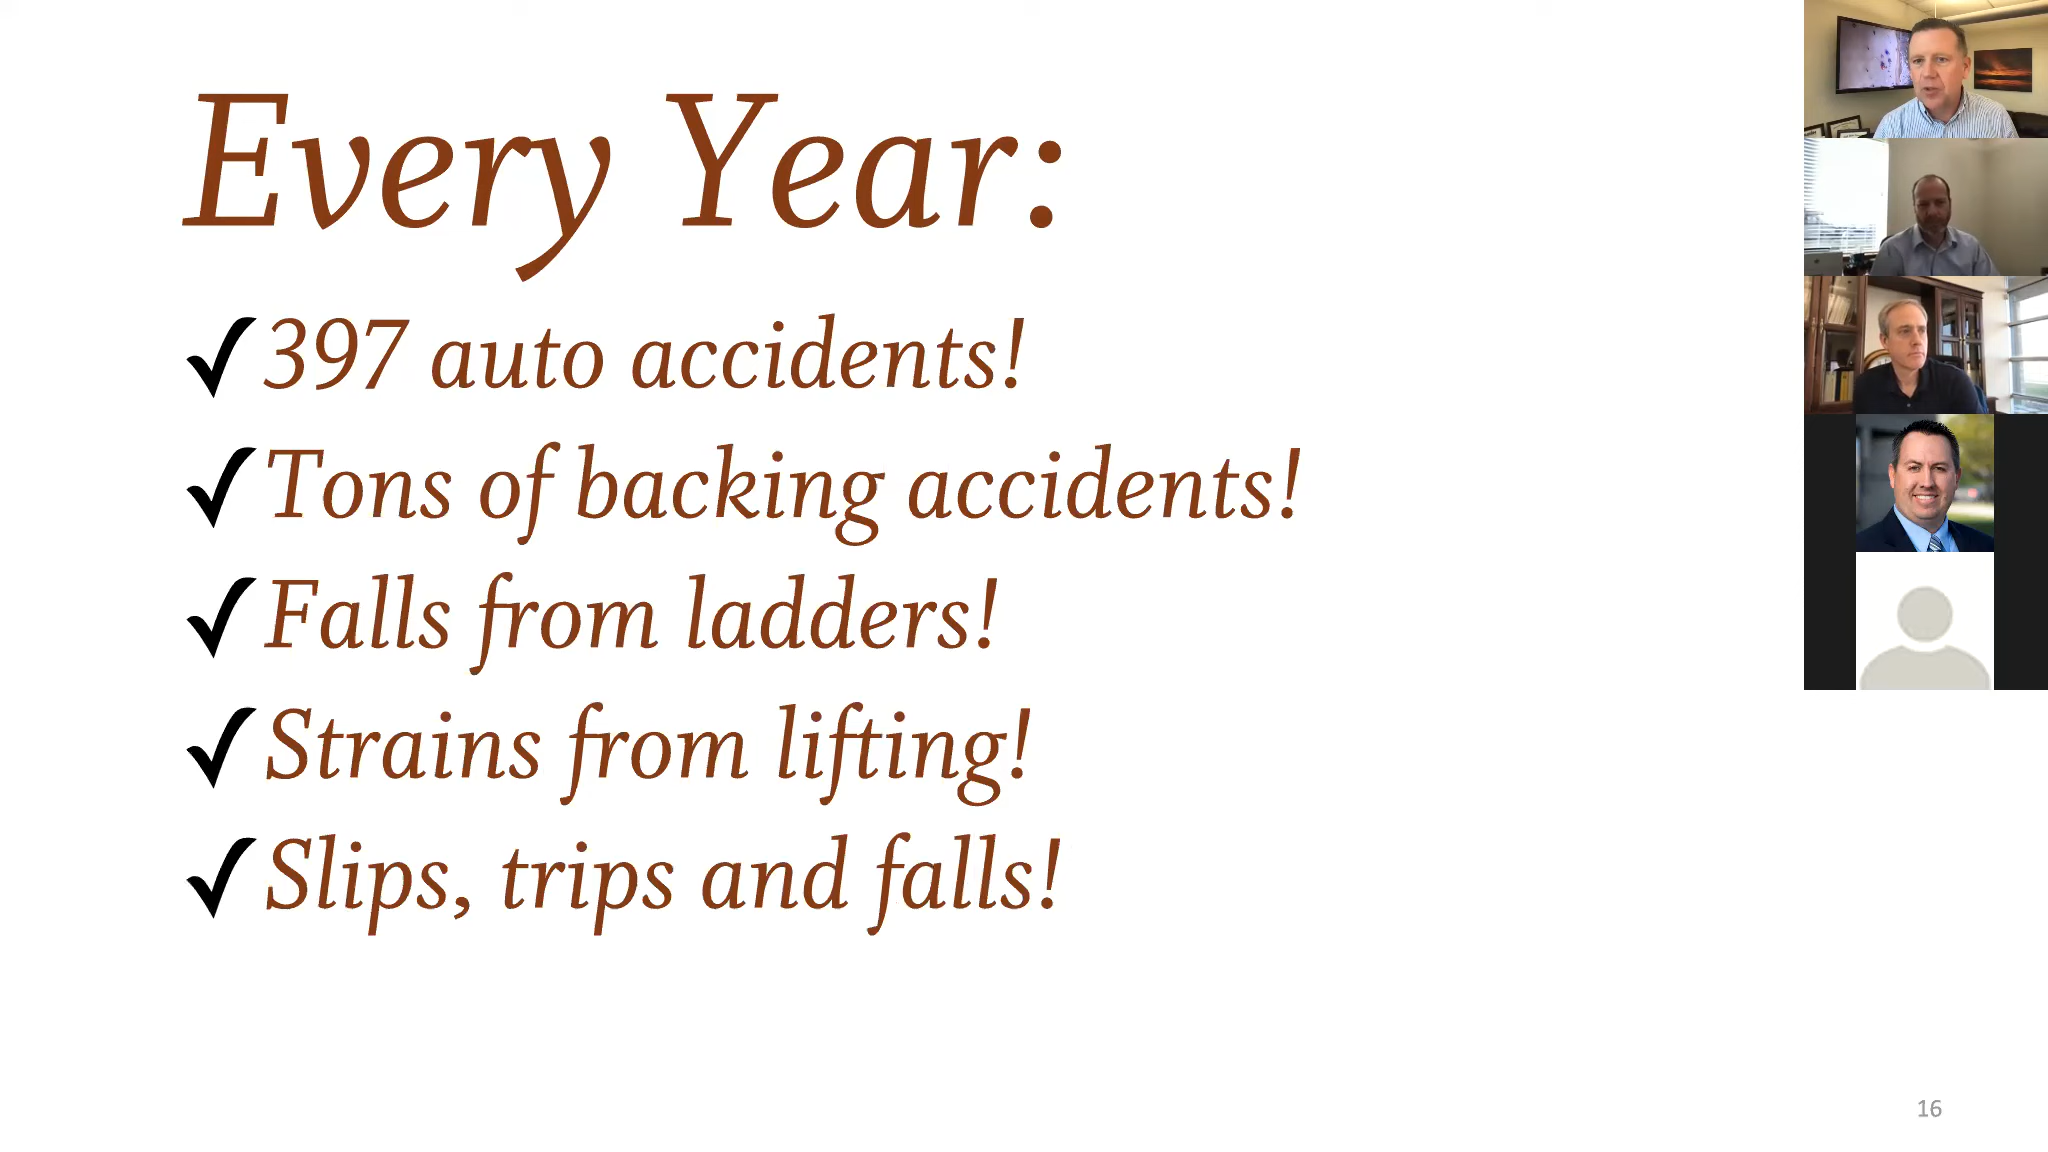 Every Year:
✓397 auto accidents!
✓Tons of backing accidents!
✓Falls from ladders!
✓Strains from lifting!
✓Slips, trips and falls!
16